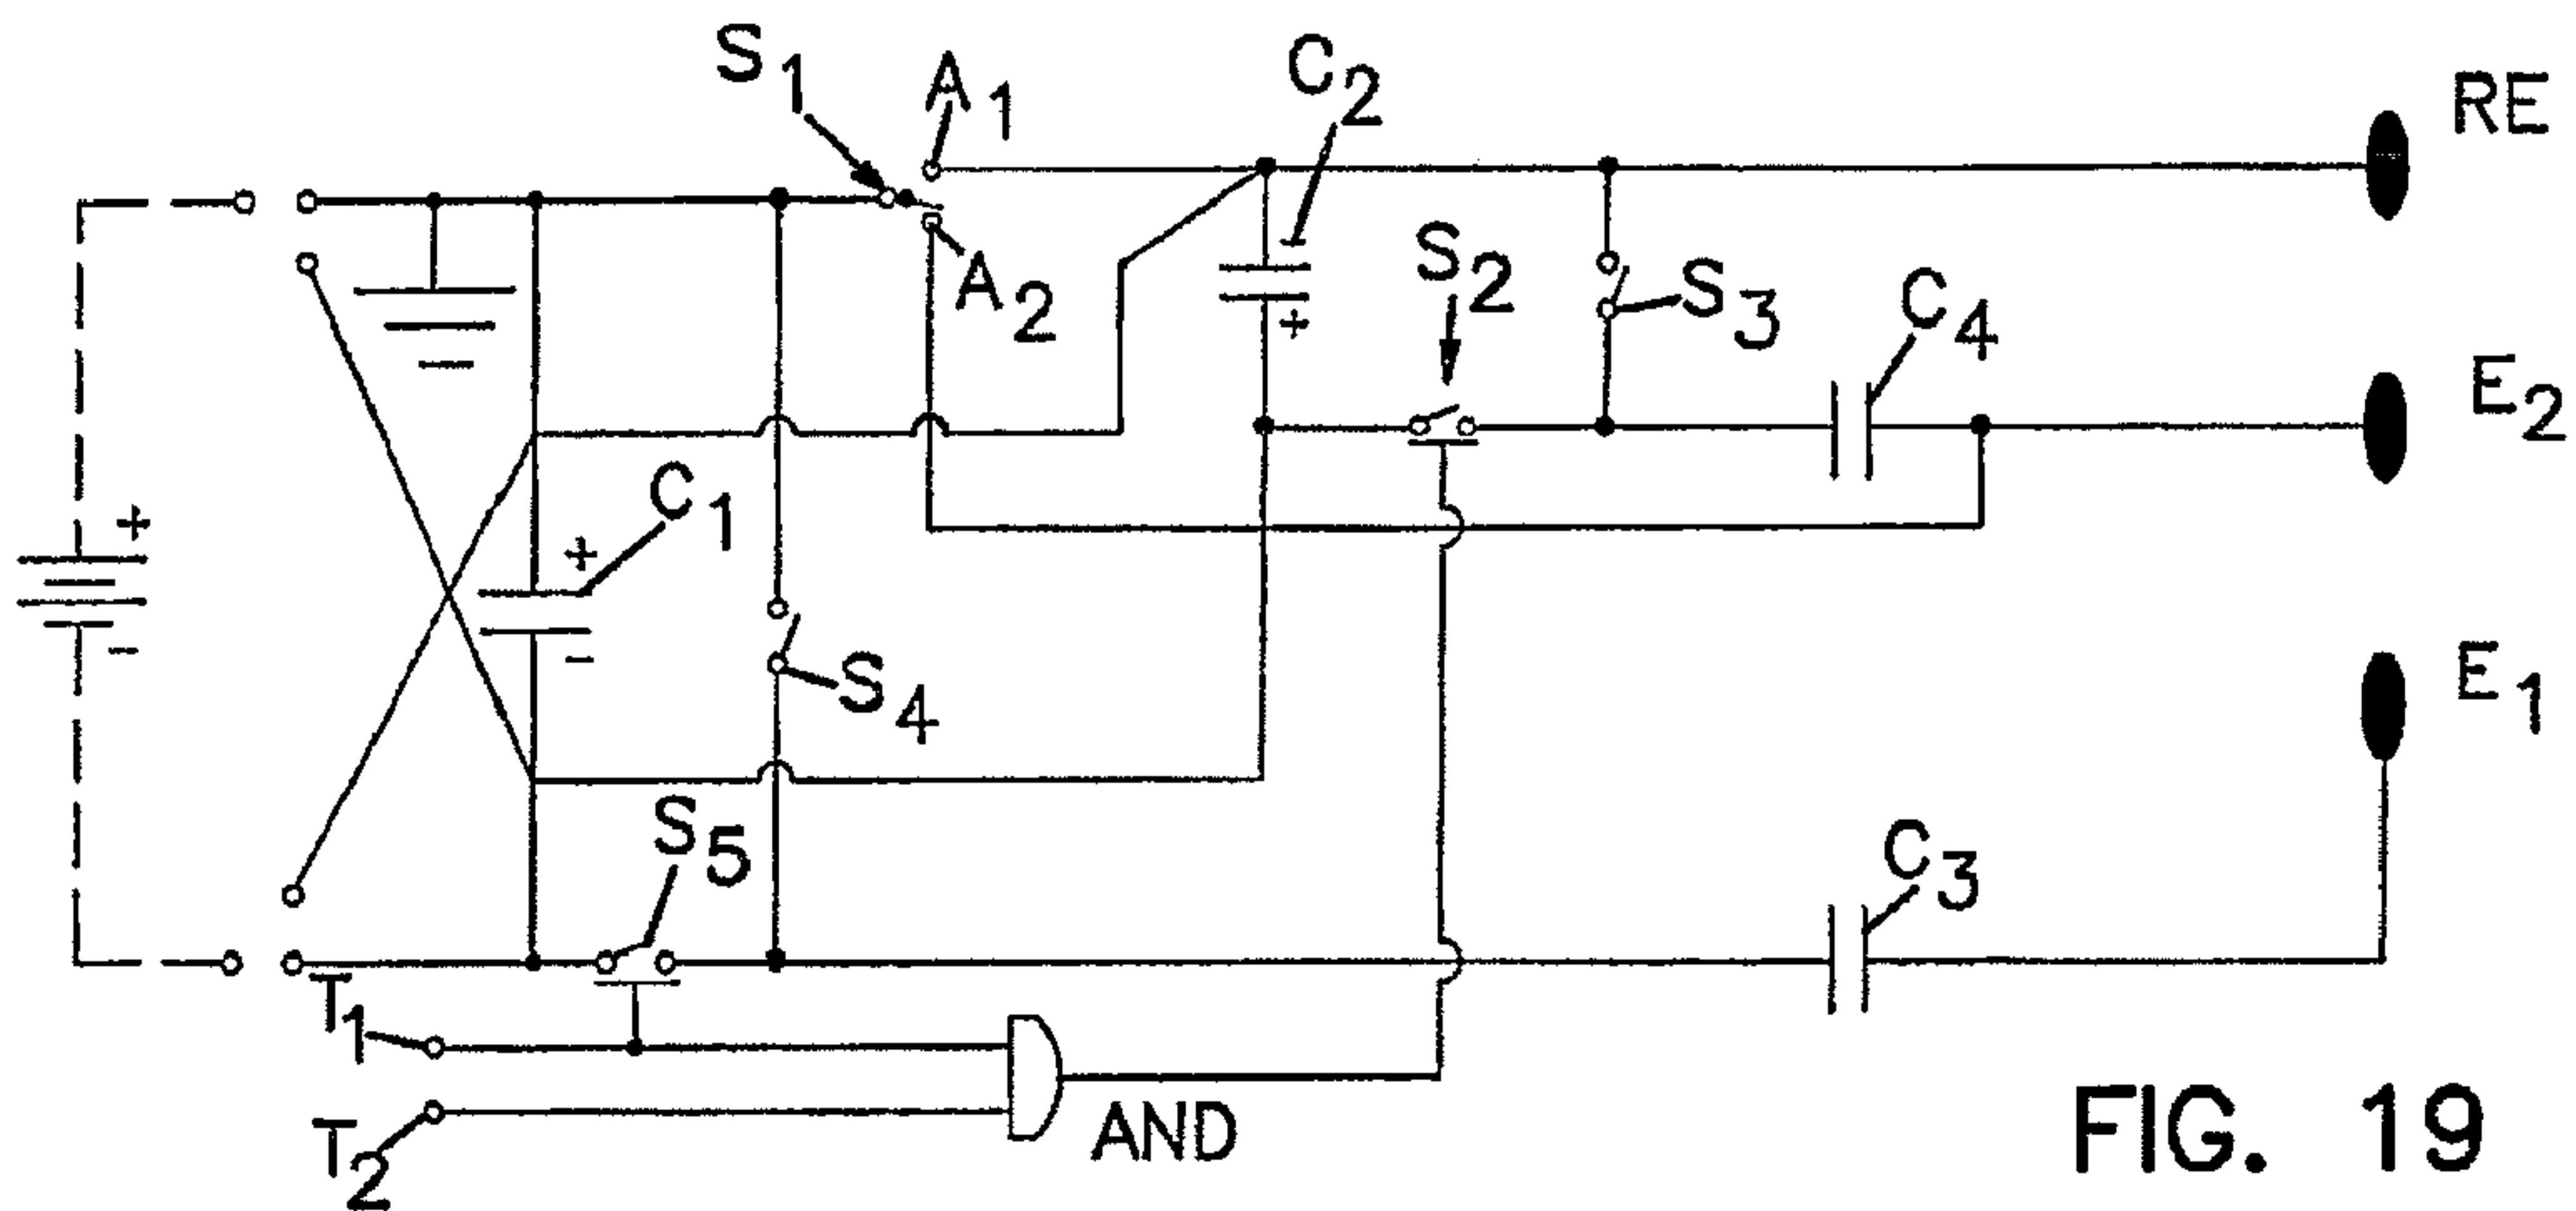 S1
A1
C2
RE
A2
S2
S3
C4
E2
+
+
C1
+
-
-
S4
E1
S5
C3
T1
T2
AND
FIG. 19